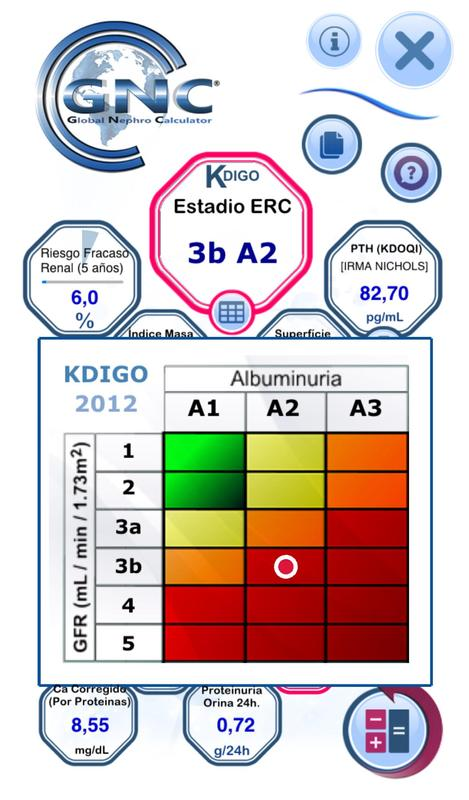 GNC®
Global Nephro Calculator
KDIGO
Estadio ERC
3b A2
Riesgo Fracaso
Renal (5 años)
6,0
%
PTH (KDOQI)
[IRMA NICHOLS]
82,70
pg/mL
Indice Masa
Superfície
KDIGO
2012
Albuminuria
A1 A2 A3
GFR (mL / min / 1.73m²)
1
2
3a
3b
4
5
Ca Corregido
(Por Proteinas)
8,55
mg/dL
Proteinuria
Orina 24h.
0,72
g/24h